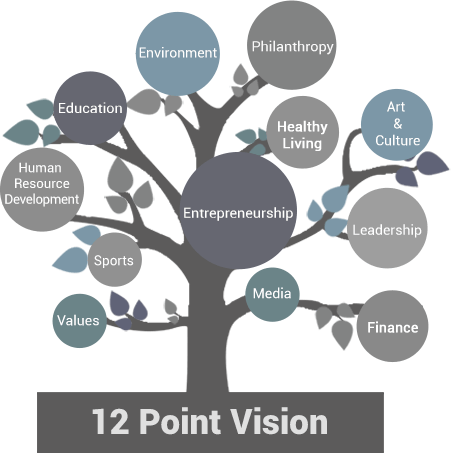 Philanthropy
Environment
Education
Art
&
Culture
Healthy
Living
Human
Resource
Development
Entrepreneurship
Leadership
Sports
Media
Values
Finance
12 Point Vision